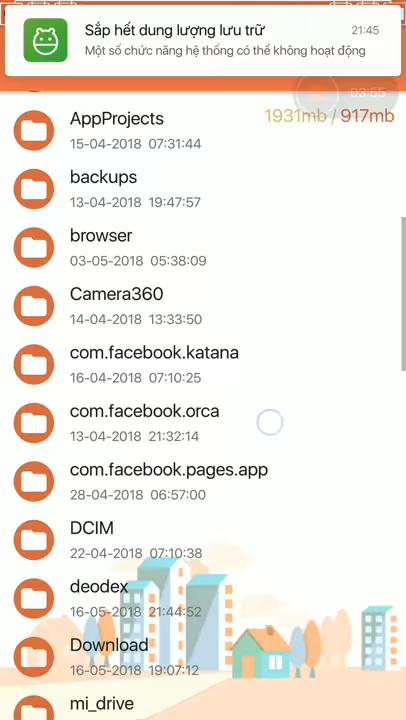 Sắp hết dung lượng lưu trữ
21:45
Một số chức năng hệ thống có thể không hoạt động
03:55
1931mb / 917mb
AppProjects
15-04-2018 07:31:44
backups
13-04-2018 19:47:57
browser
03-05-2018 05:38:09
Camera360
14-04-2018 13:33:50
com.facebook.katana
16-04-2018 07:10:25
com.facebook.orca
13-04-2018 21:32:14
com.facebook.pages.app
28-04-2018 06:57:00
DCIM
22-04-2018 07:10:38
deodex
16-05-2018 21:44:52
Download
16-05-2018 19:07:12
mi_drive